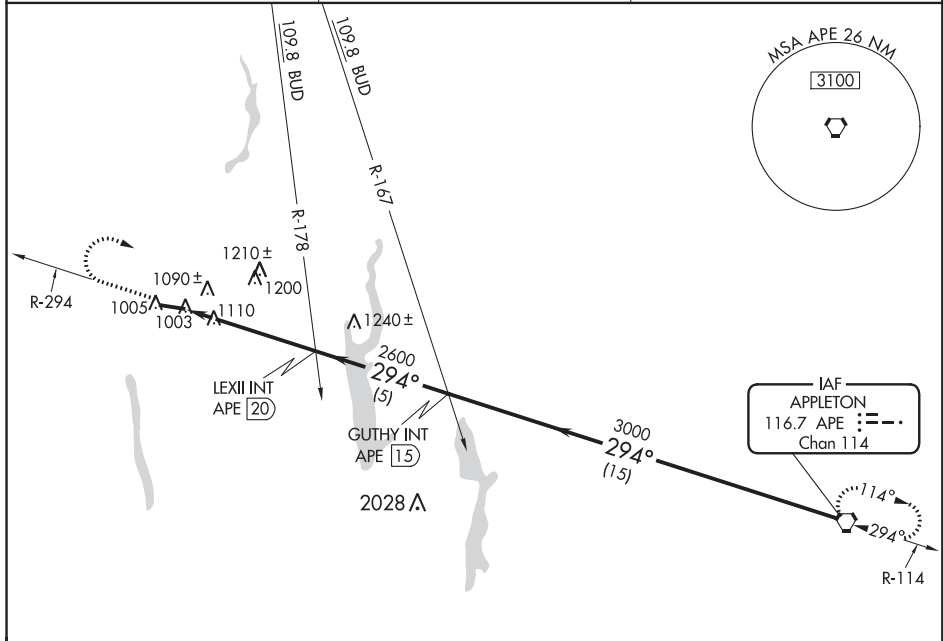 109.8 BUD
109.8 BUD
MSA APE 26 NM
3100
R-167
R-178
1210±
1090±
1200
R-294
1005
1110
1003
1240±
2600
294°
(5)
LEXII INT
APE 20
GUTHY INT
APE 15
3000
294°
(15)
IAF
APPLETON
116.7 APE
Chan 114
2028
114°
294°
R-114